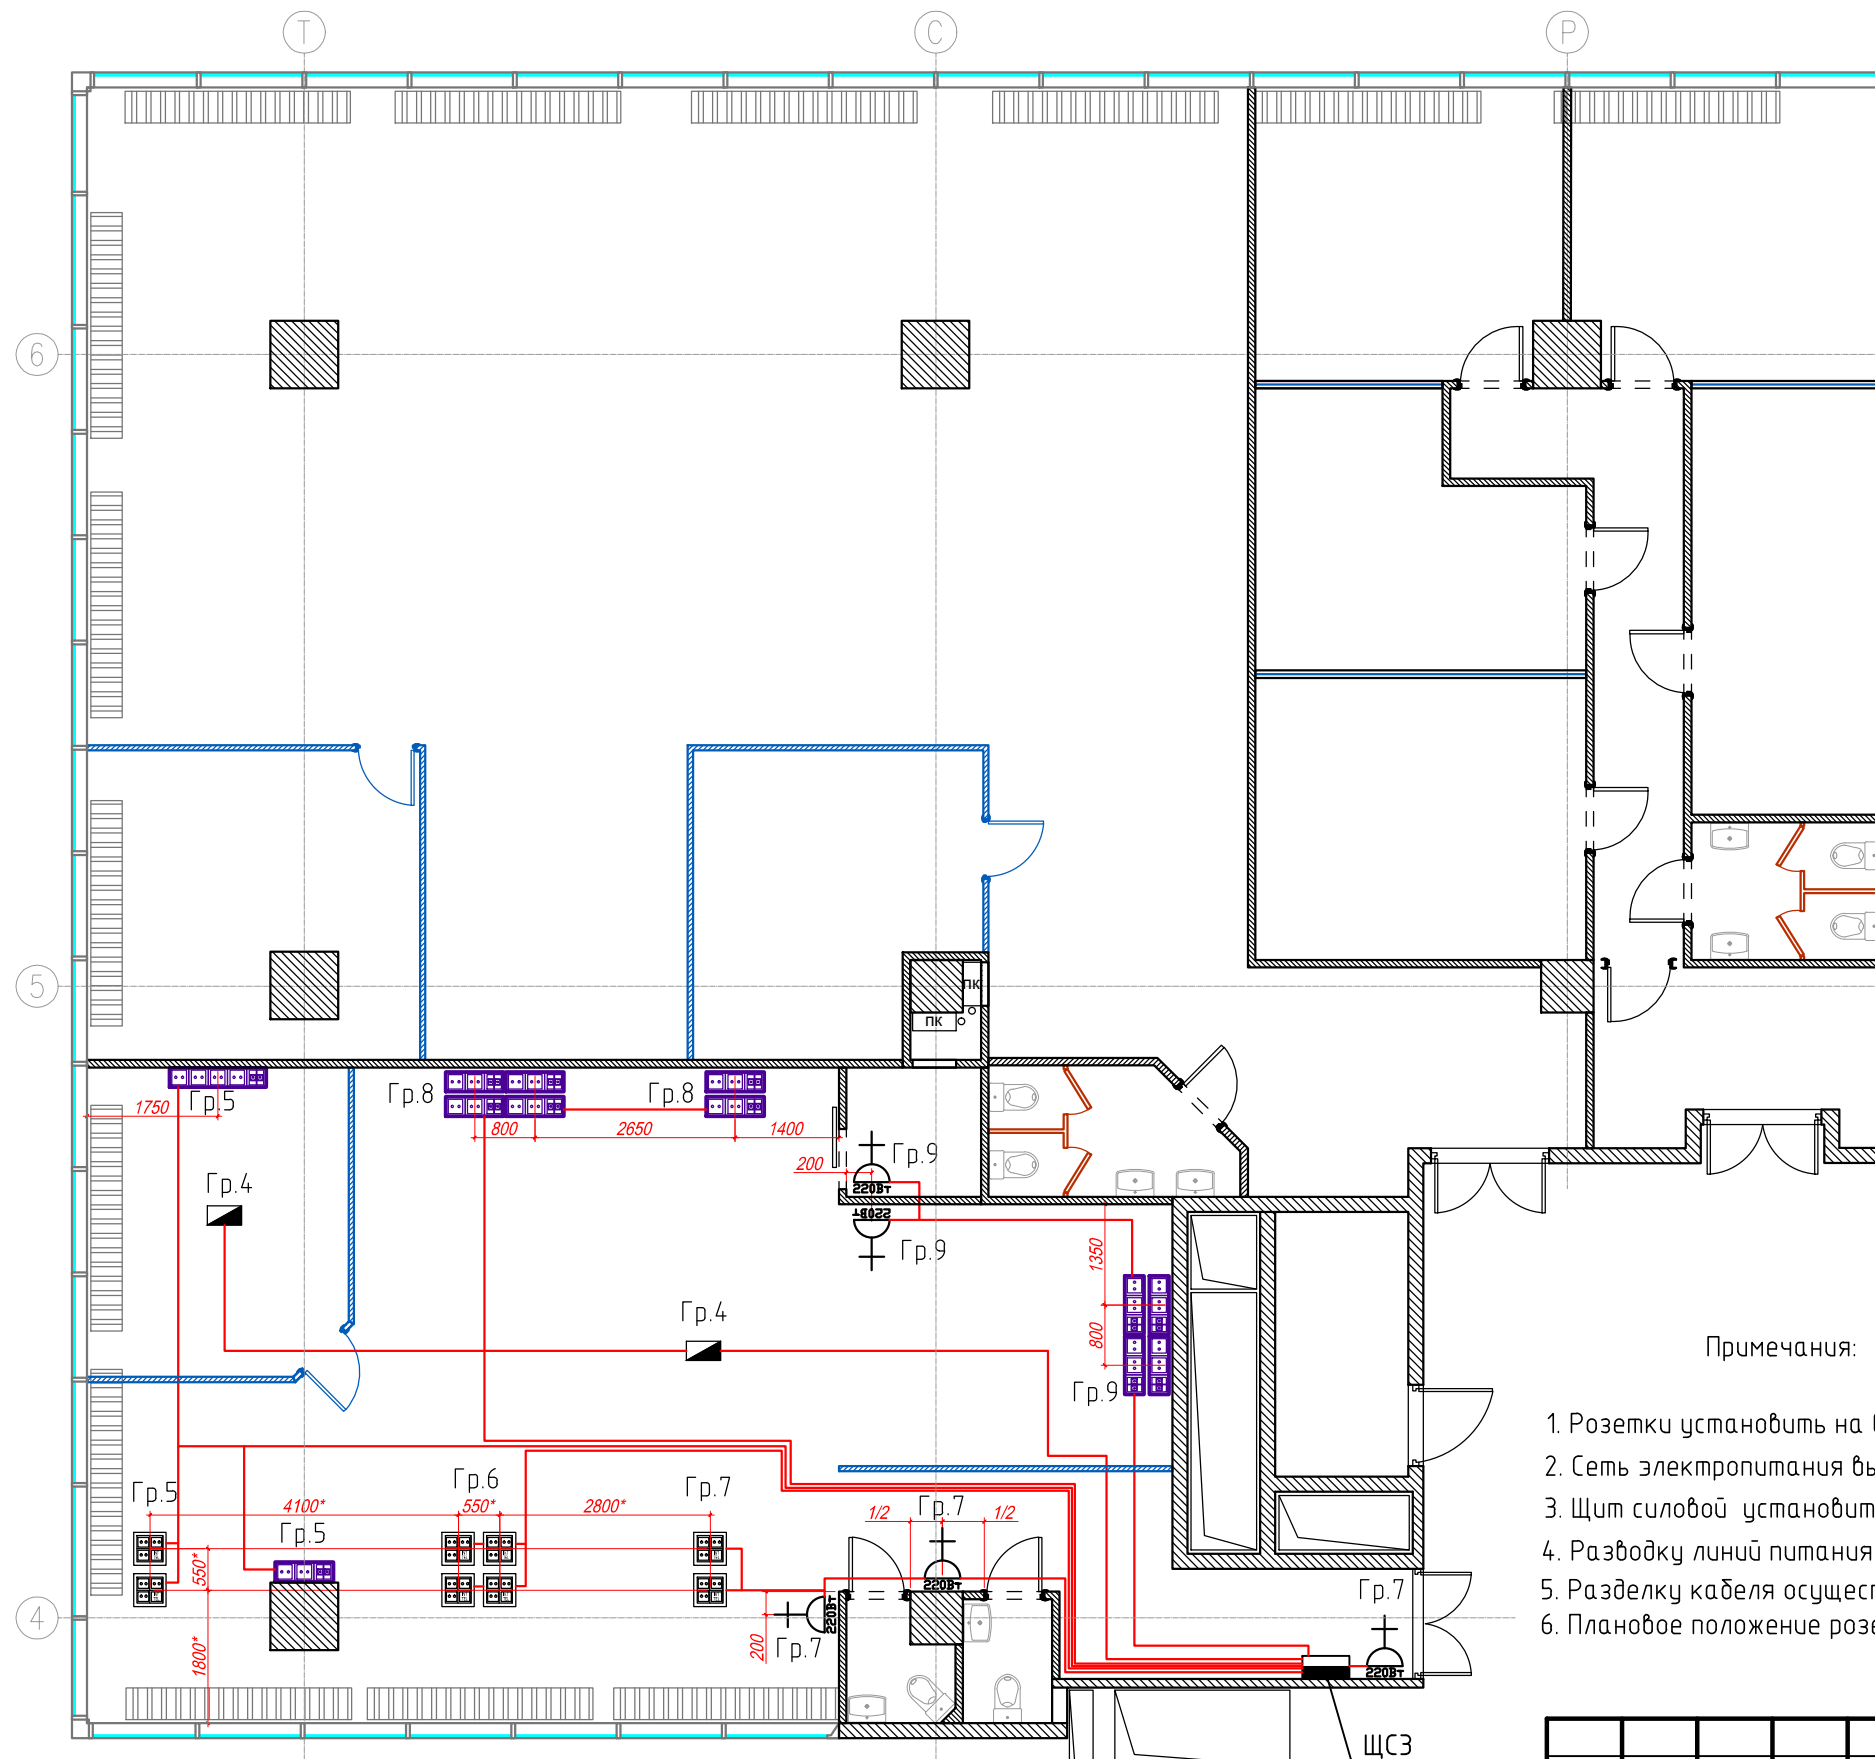 Т
С
Р
6
5
ПК
ПК
Гр.5
Гр.8
Гр.8
1750
800
2650
1400
200
Гр.9
220Вт
220Вт
Гр.9
Гр.4
Гр.4
1350
800
Гр.9
Примечания:
1. Розетки установить на
2. Сеть электропитания
3. Щит силовой установит
4. Разводку линий питания
5. Разделку кабеля осущест
6. Плановое положение розе
Гр.5
Гр.6
Гр.7
4100*
550*
2800*
1/2
Гр.7
1/2
Гр.5
550*
220Вт
220Вт
Гр.7
Гр.7
200
1800*
4
220Вт
ЩС3